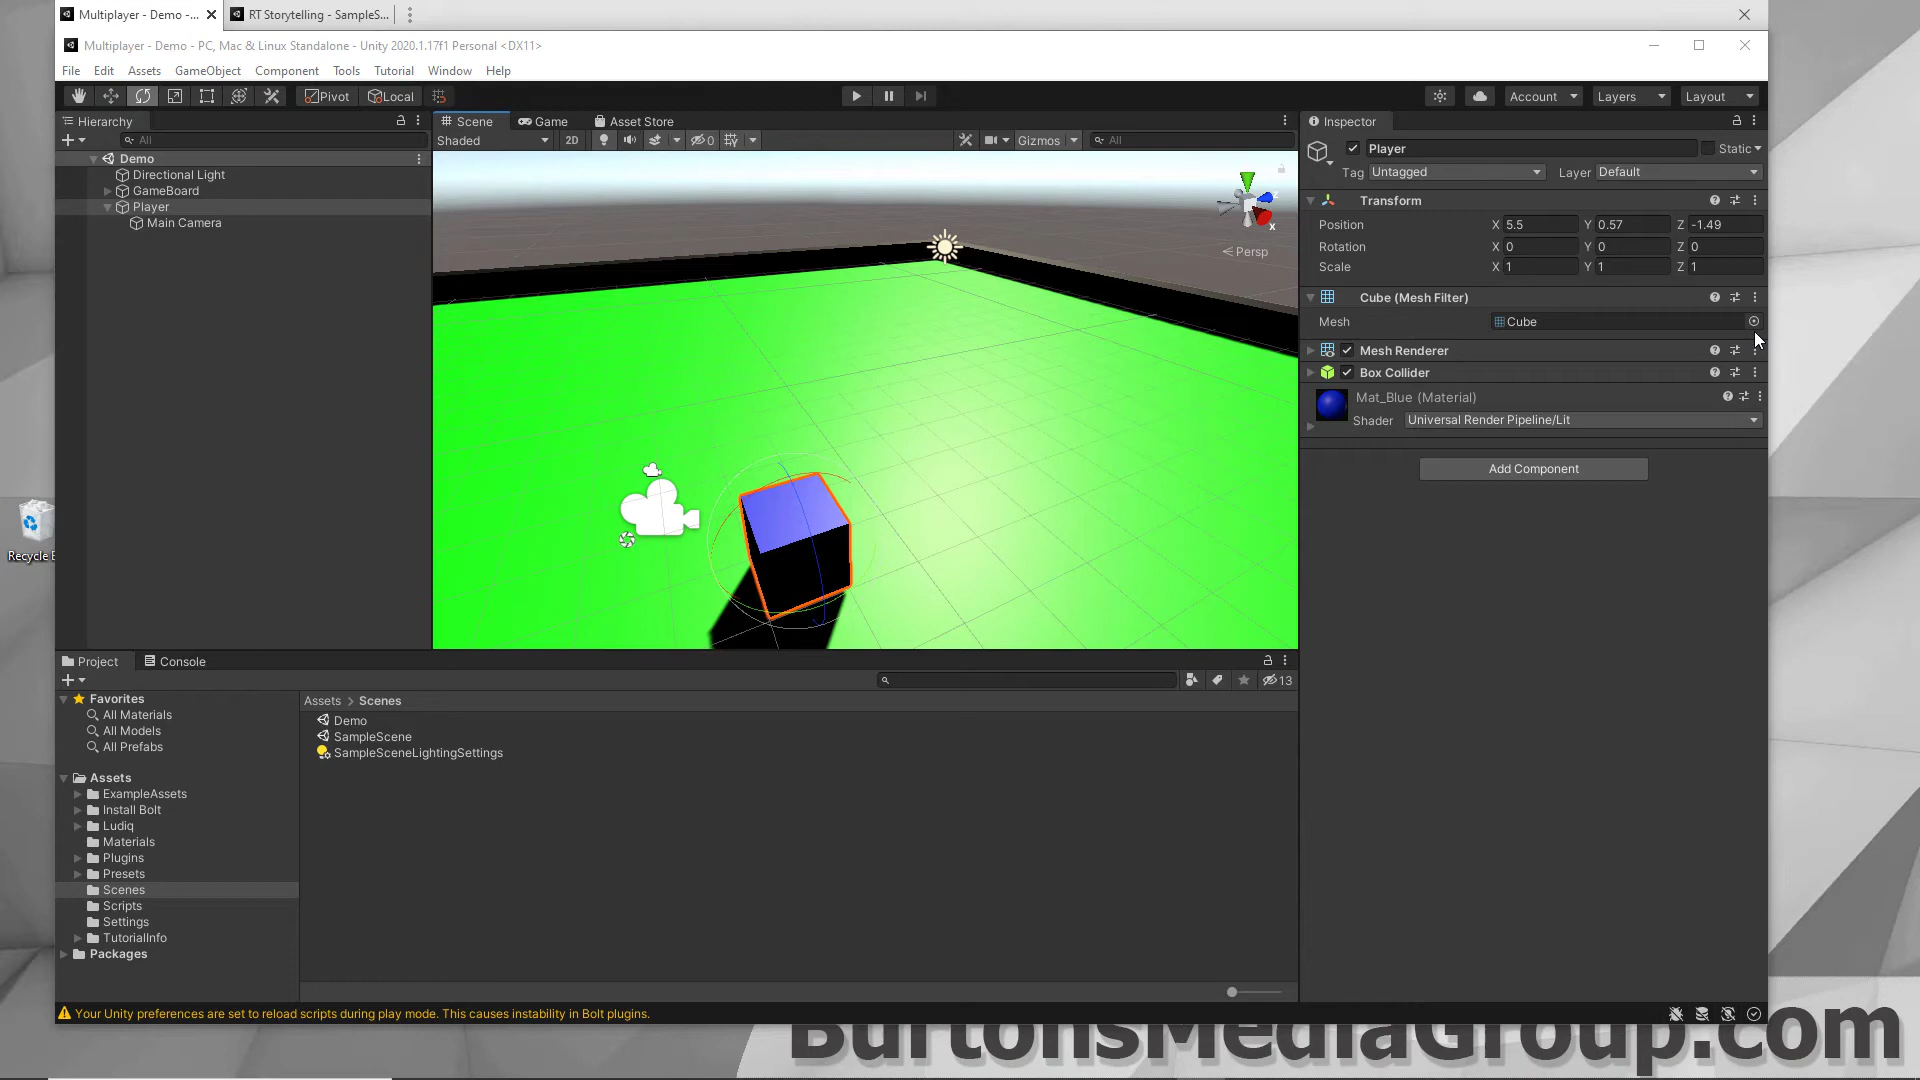 Multiplayer - Demo -...
RT Storytelling - SampleS...
Multiplayer - Demo - PC, Mac & Linux Standalone - Unity 2020.1.17f1 Personal <DX11>
File Edit Assets GameObject Component Tools Tutorial Window Help
Pivot Local Account Layers Layout
Hierarchy
All
Demo
Directional Light
GameBoard
Player
Main Camera
Scene Game Asset Store
Shaded 2D 0 Gizmos All
x
Persp
Inspector
Player Static
Tag Untagged Layer Default
Transform
Position X 5.5 Y 0.57 Z -1.49
Rotation X 0 Y 0 Z 0
Scale X 1 Y 1 Z 1
Cube (Mesh Filter)
Mesh Cube
Mesh Renderer
Box Collider
Mat_Blue (Material)
Shader Universal Render Pipeline/Lit
Add Component
Project Console
13
Favorites
All Materials
All Models
All Prefabs
Assets
ExampleAssets
Install Bolt
Ludiq
Materials
Plugins
Presets
Scenes
Scripts
Settings
TutorialInfo
Packages
Assets > Scenes
Demo
SampleScene
SampleSceneLightingSettings
Your Unity preferences are set to reload scripts during play mode. This causes instability in Bolt plugins.
Recycle
BurtonsMediaGroup.com